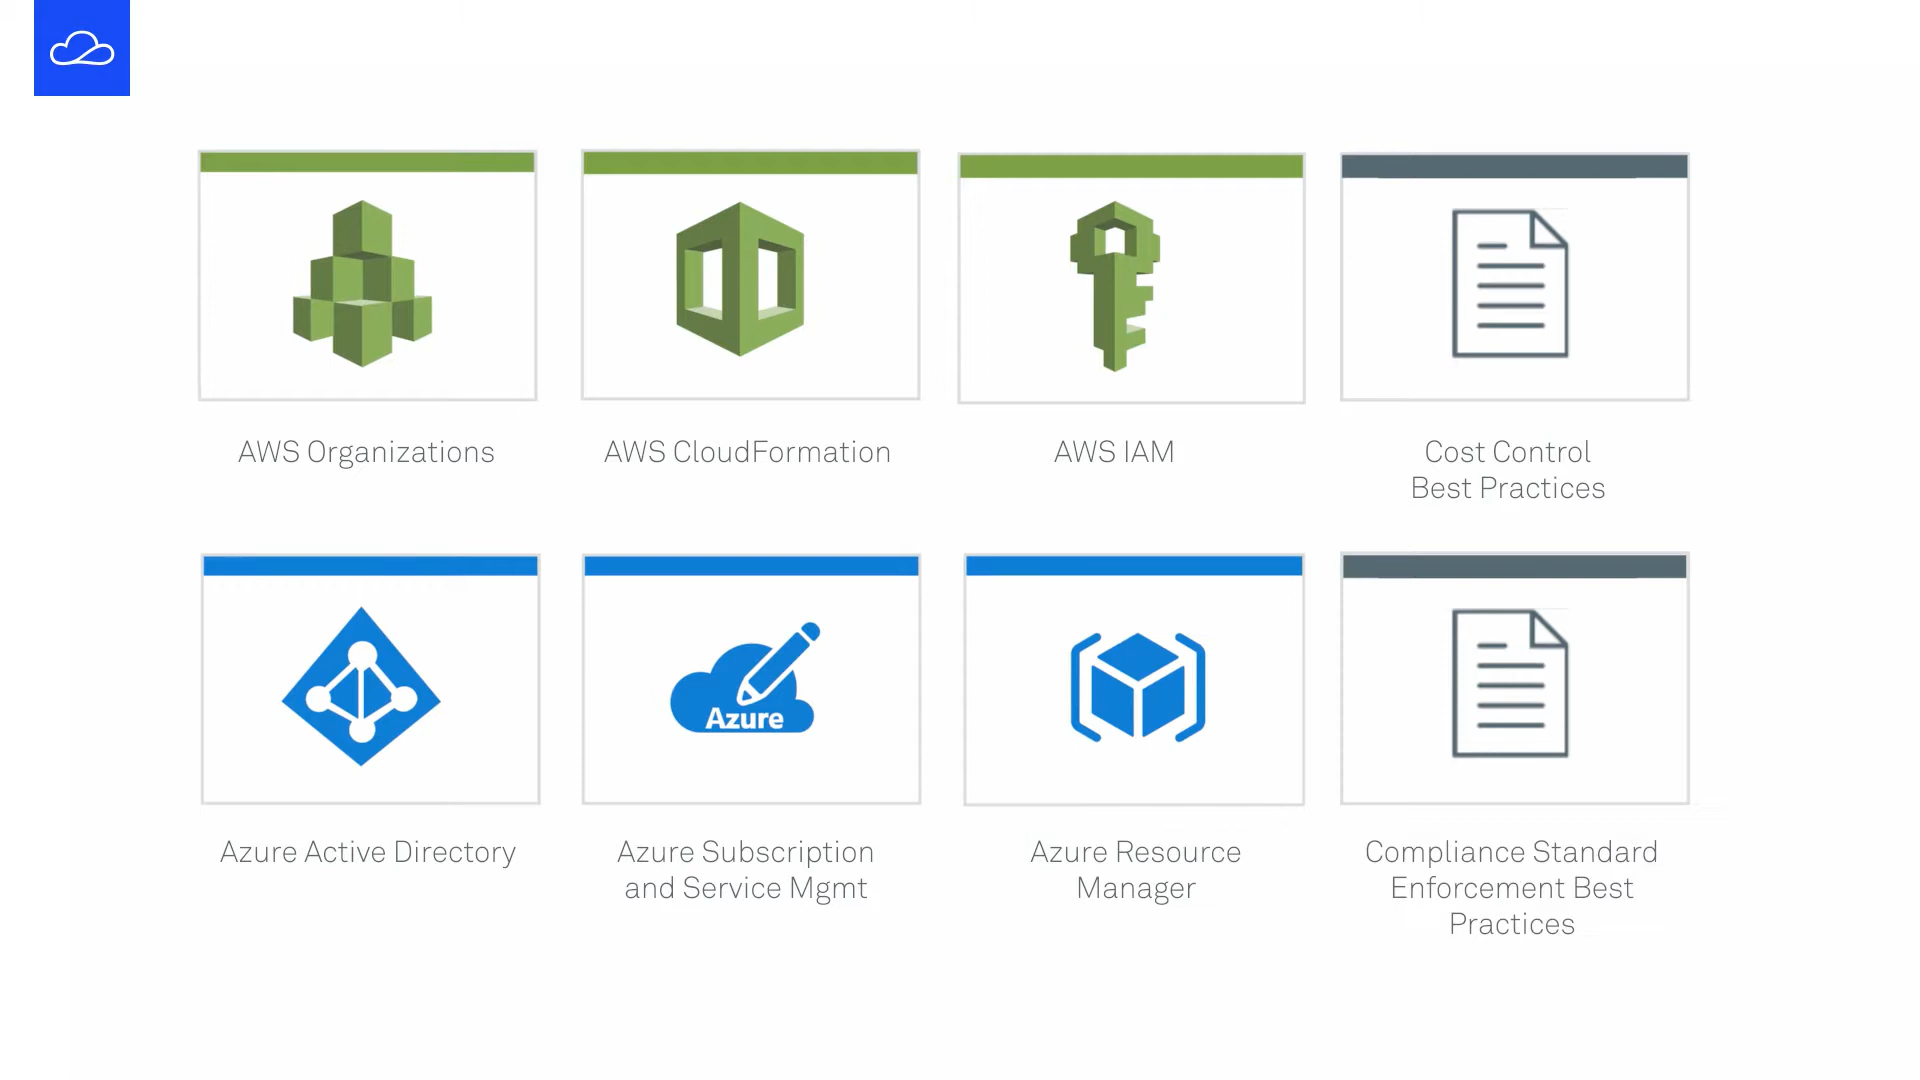 AWS Organizations
AWS CloudFormation
AWS IAM
Cost Control
Best Practices
Azure
Azure Active Directory
Azure Subscription
and Service Mgmt
Azure Resource
Manager
Compliance Standard
Enforcement Best
Practices